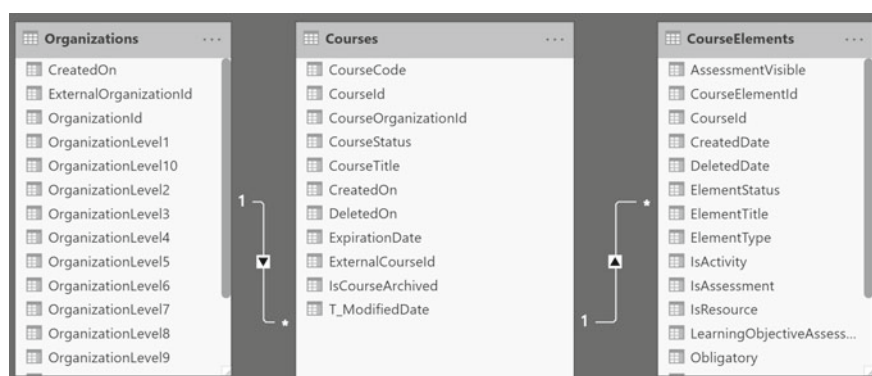 Organizations ...
CreatedOn
ExternalOrganizationId
OrganizationId
OrganizationLevel1
OrganizationLevel10
OrganizationLevel2
OrganizationLevel3
OrganizationLevel4
OrganizationLevel5
OrganizationLevel6
OrganizationLevel7
OrganizationLevel8
OrganizationLevel9
1
*
Courses ...
CourseCode
CourseId
CourseOrganizationId
CourseStatus
CourseTitle
CreatedOn
DeletedOn
ExpirationDate
ExternalCourseId
IsCourseArchived
T_ModifiedDate
*
1
CourseElements ...
AssessmentVisible
CourseElementId
CourseId
CreatedDate
DeletedDate
ElementStatus
ElementTitle
ElementType
IsActivity
IsAssessment
IsResource
LearningObjectiveAssess...
Obligatory